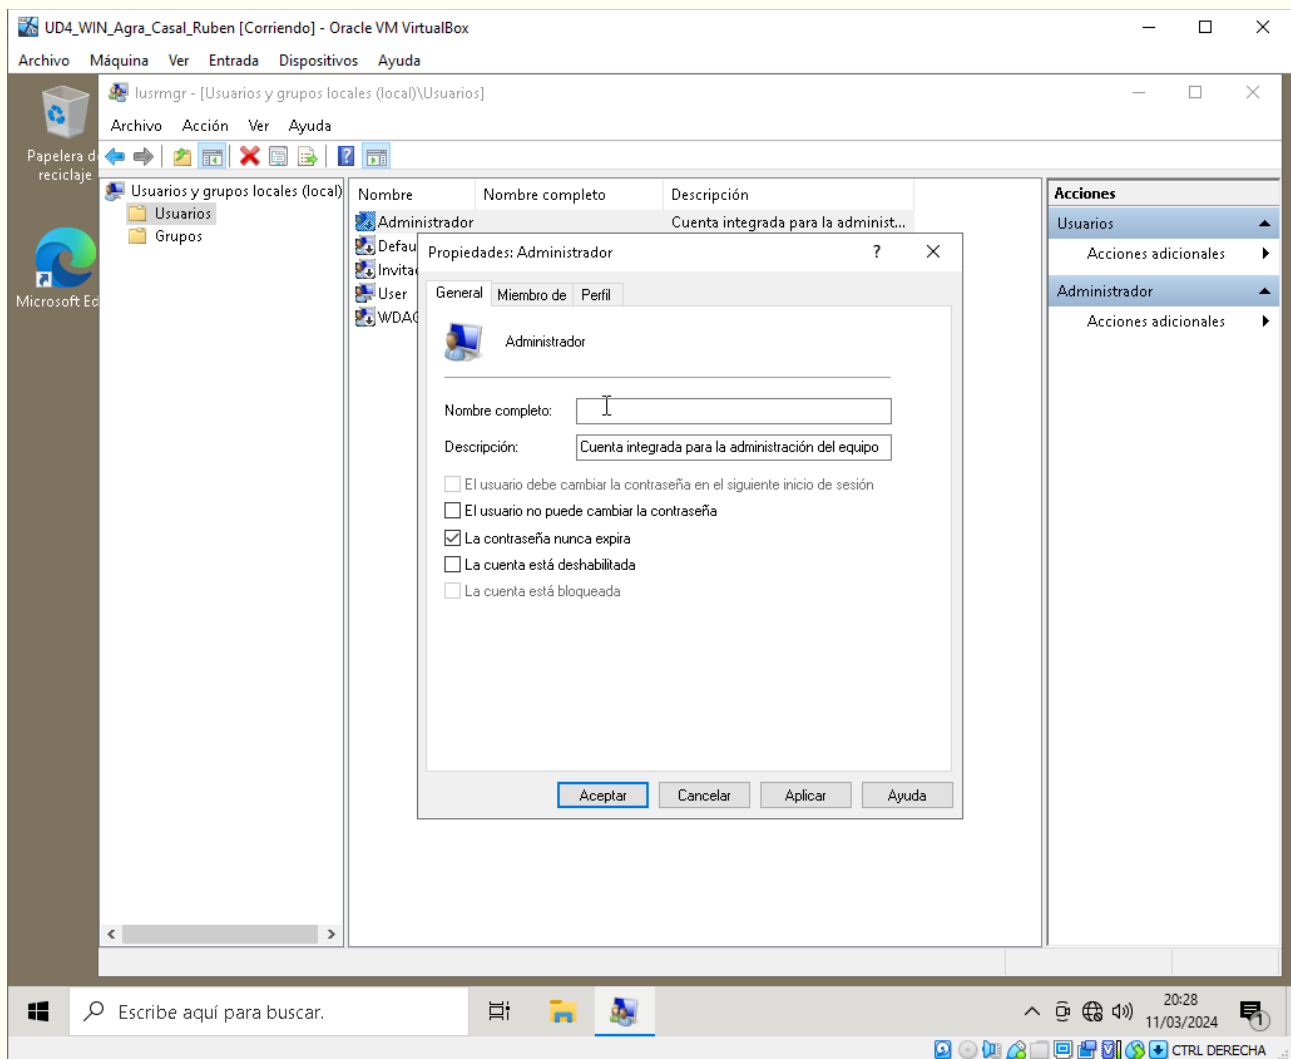 UD4_WIN_Agra_Casal_Ruben [Corriendo] - Oracle VM VirtualBox
Archivo Máquina Ver Entrada Dispositivos Ayuda
Papelera d
reciclaje
Microsoft Ed
lusrmgr - [Usuarios y grupos locales (local)\Usuarios]
Archivo Acción Ver Ayuda
Usuarios y grupos locales (local)
Usuarios
Grupos
Nombre Nombre completo Descripción
Administrador Cuenta integrada para la administ...
Defau
Invita
User
WDAG
Propiedades: Administrador ?
General Miembro de Perfil
Administrador
Nombre completo:
Descripción: Cuenta integrada para la administración del equipo
El usuario debe cambiar la contraseña en el siguiente inicio de sesión
El usuario no puede cambiar la contraseña
La contraseña nunca expira
La cuenta está deshabilitada
La cuenta está bloqueada
Aceptar Cancelar Aplicar Ayuda
Acciones
Usuarios
Acciones adicionales
Administrador
Acciones adicionales
Escribe aquí para buscar.
20:28
11/03/2024
1
CTRL DERECHA